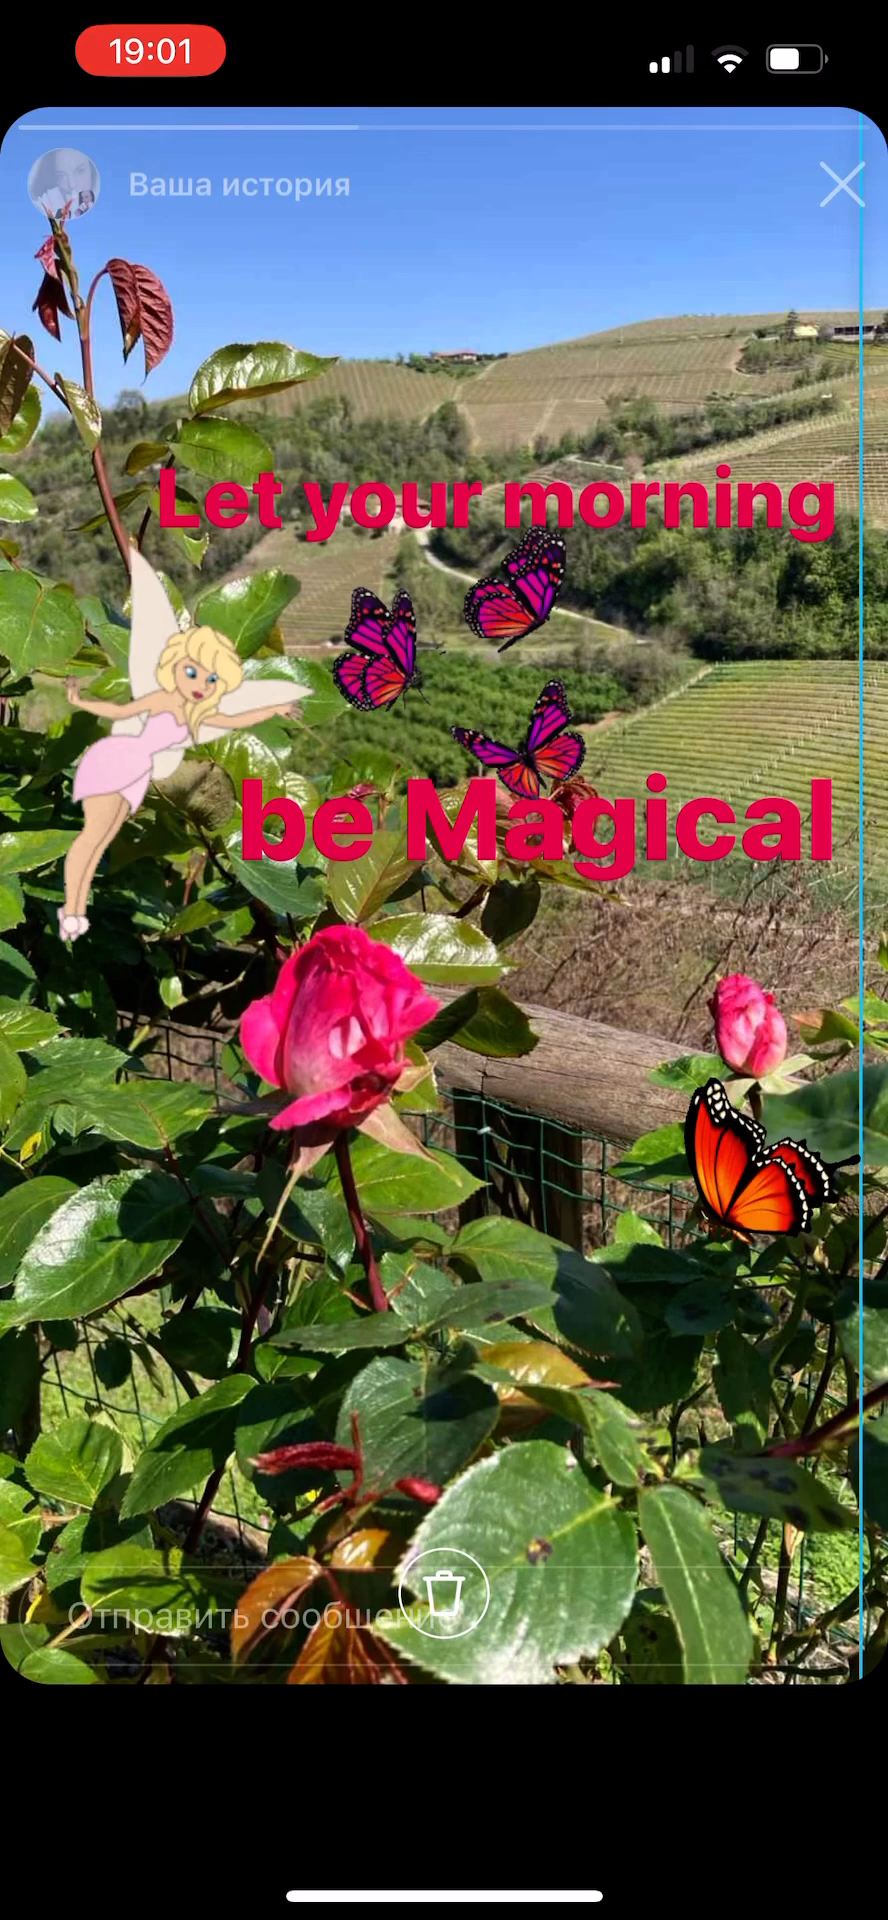 19:01
Ваша история
Let your morning
be Magical
Отправить сообщение